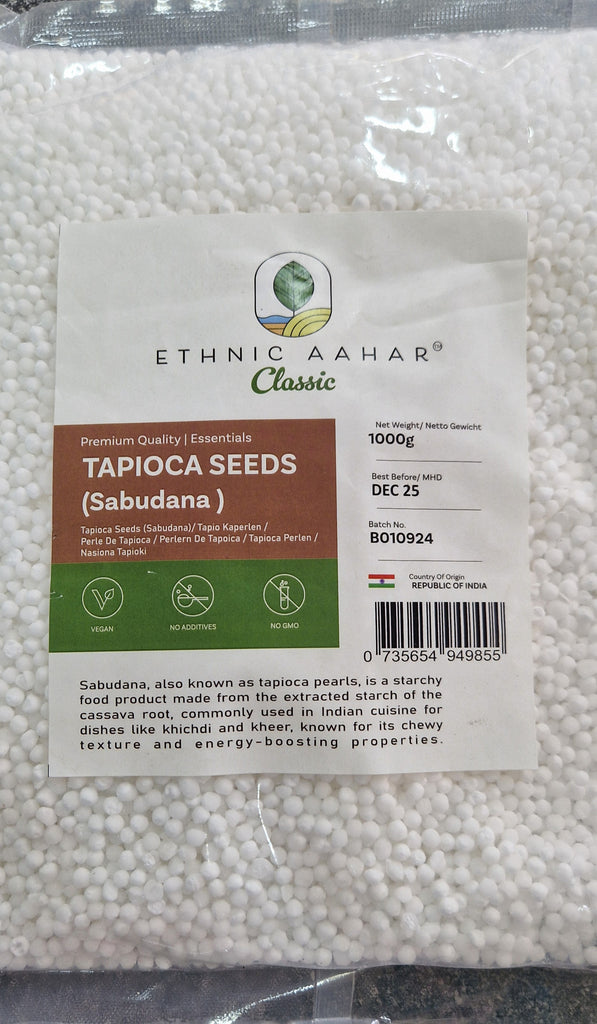 ETHNIC AAHAR
Classic
Premium Quality | Essentials
TAPIOCA SEEDS
(Sabudana )
Tapioca Seeds (Sabudana)/ Tapio Kaperlen /
Perle De Tapioca / Perlern De Tapoica / Tapioca Perlen /
Nasiona Tapioki
VEGAN
NO ADDITIVES
NO GMO
Net Weight/ Netto Gewicht
1000g
Best Before/ MHD
DEC 25
Batch No.
B010924
Country Of Origin
REPUBLIC OF INDIA
0 735654 949855
Sabudana, also known as tapioca pearls, is a starchy
food product made from the extracted starch of the
cassava root, commonly used in Indian cuisine for
dishes like khichdi and kheer, known for its chewy
texture and energy-boosting properties.